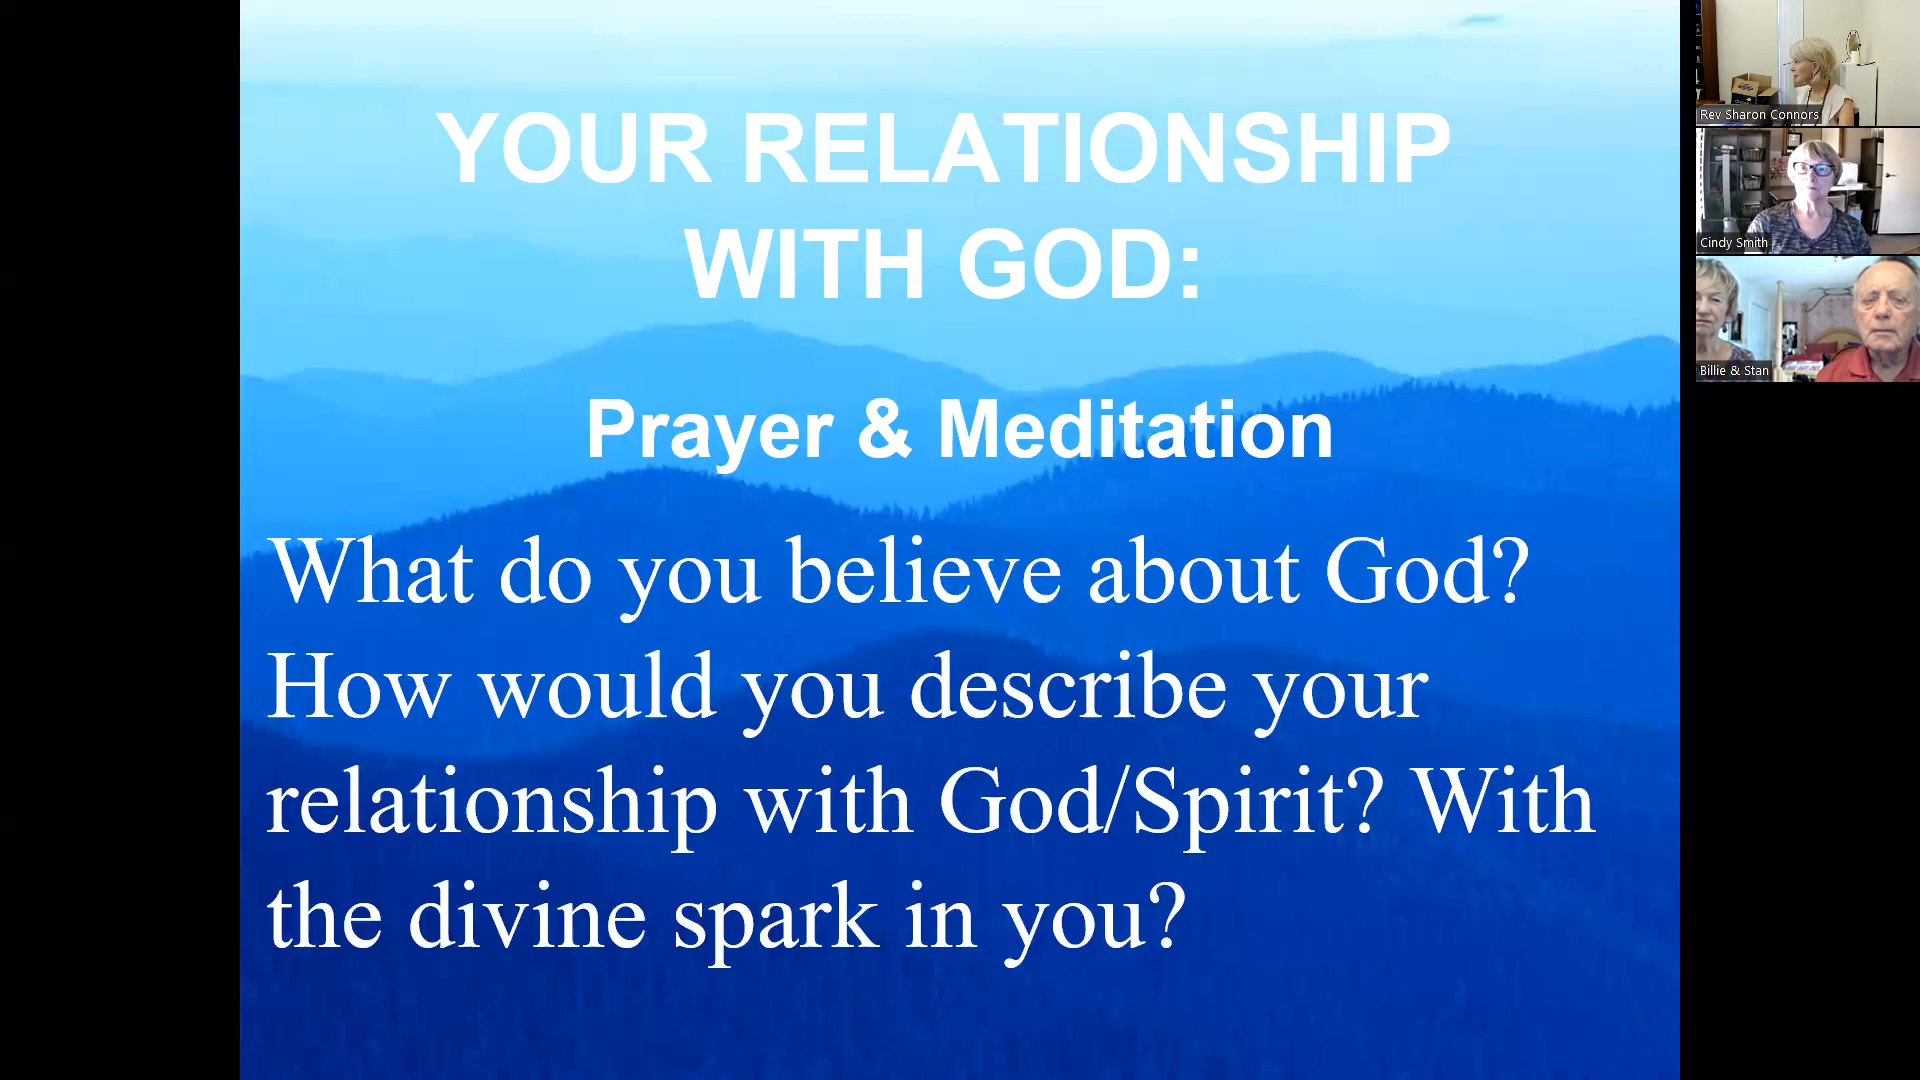 YOUR RELATIONSHIP
WITH GOD:
Prayer & Meditation
What do you believe about God?
How would you describe your
relationship with God/Spirit? With
the divine spark in you?
Rev Sharon Connors
Cindy Smith
Billie & Stan